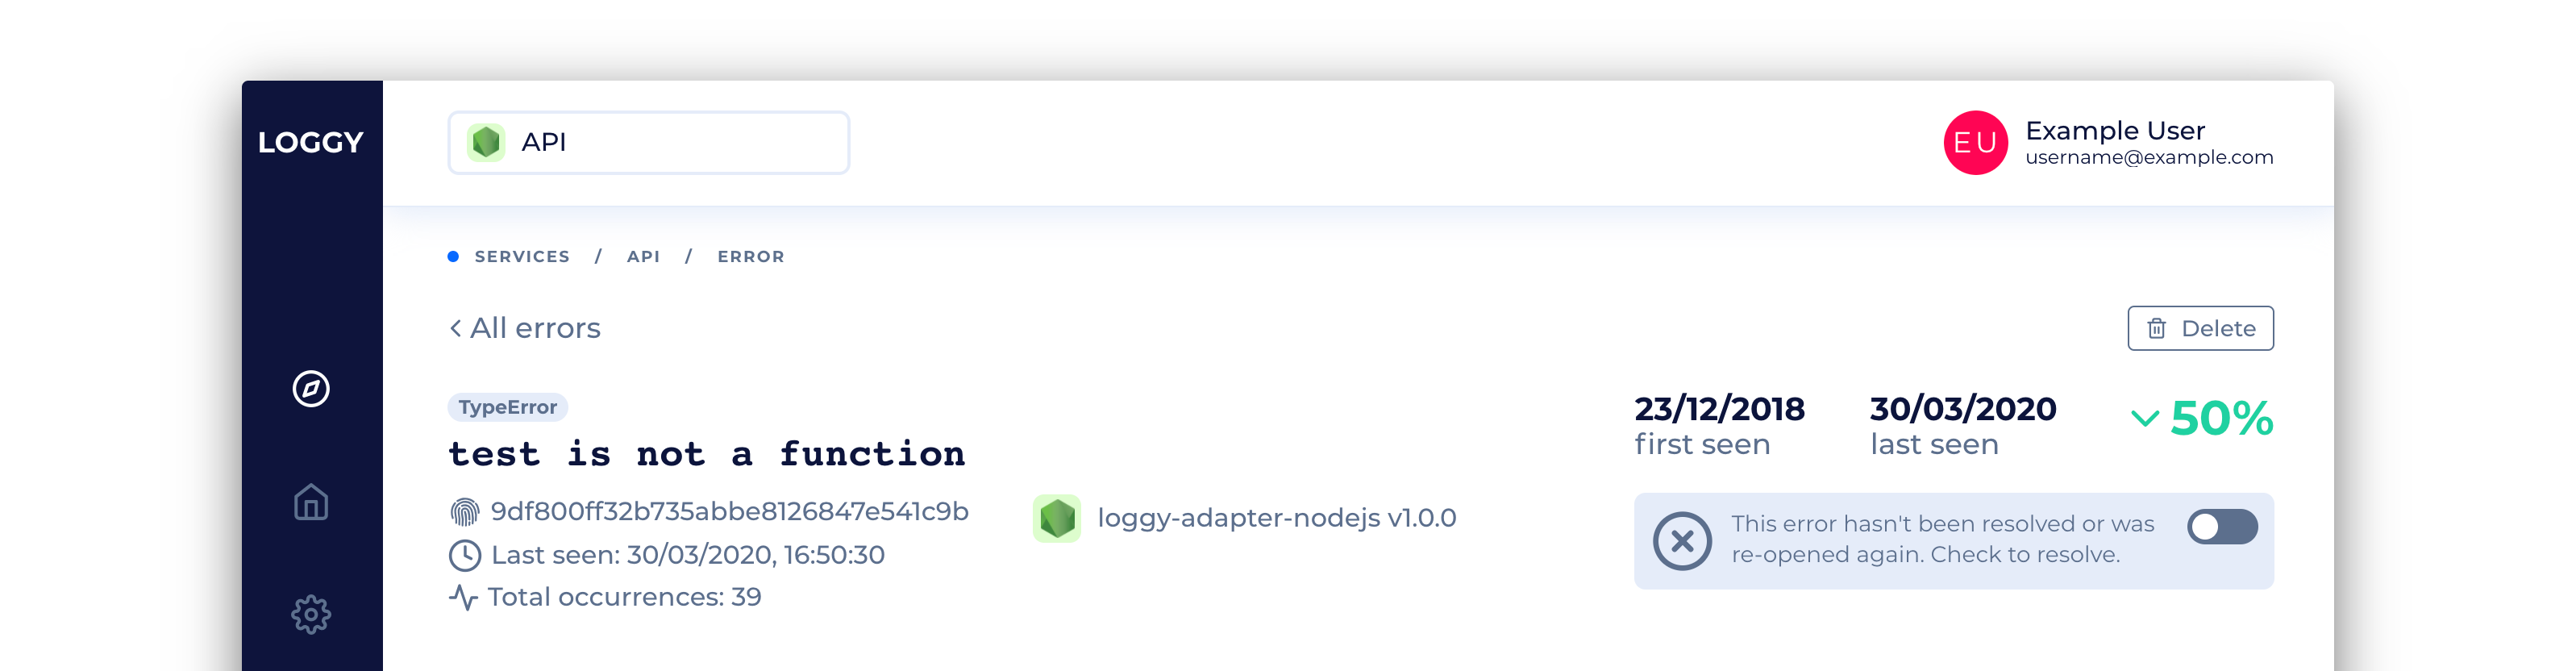 LOGGY
API
EU
Example User
username@example.com
SERVICES / API / ERROR
All errors
Delete
TypeError
test is not a function
9df800ff32b735abbe8126847e541c9b
Last seen: 30/03/2020, 16:50:30
Total occurrences: 39
loggy-adapter-nodejs v1.0.0
23/12/2018
first seen
30/03/2020
last seen
50%
This error hasn't been resolved or was
re-opened again. Check to resolve.